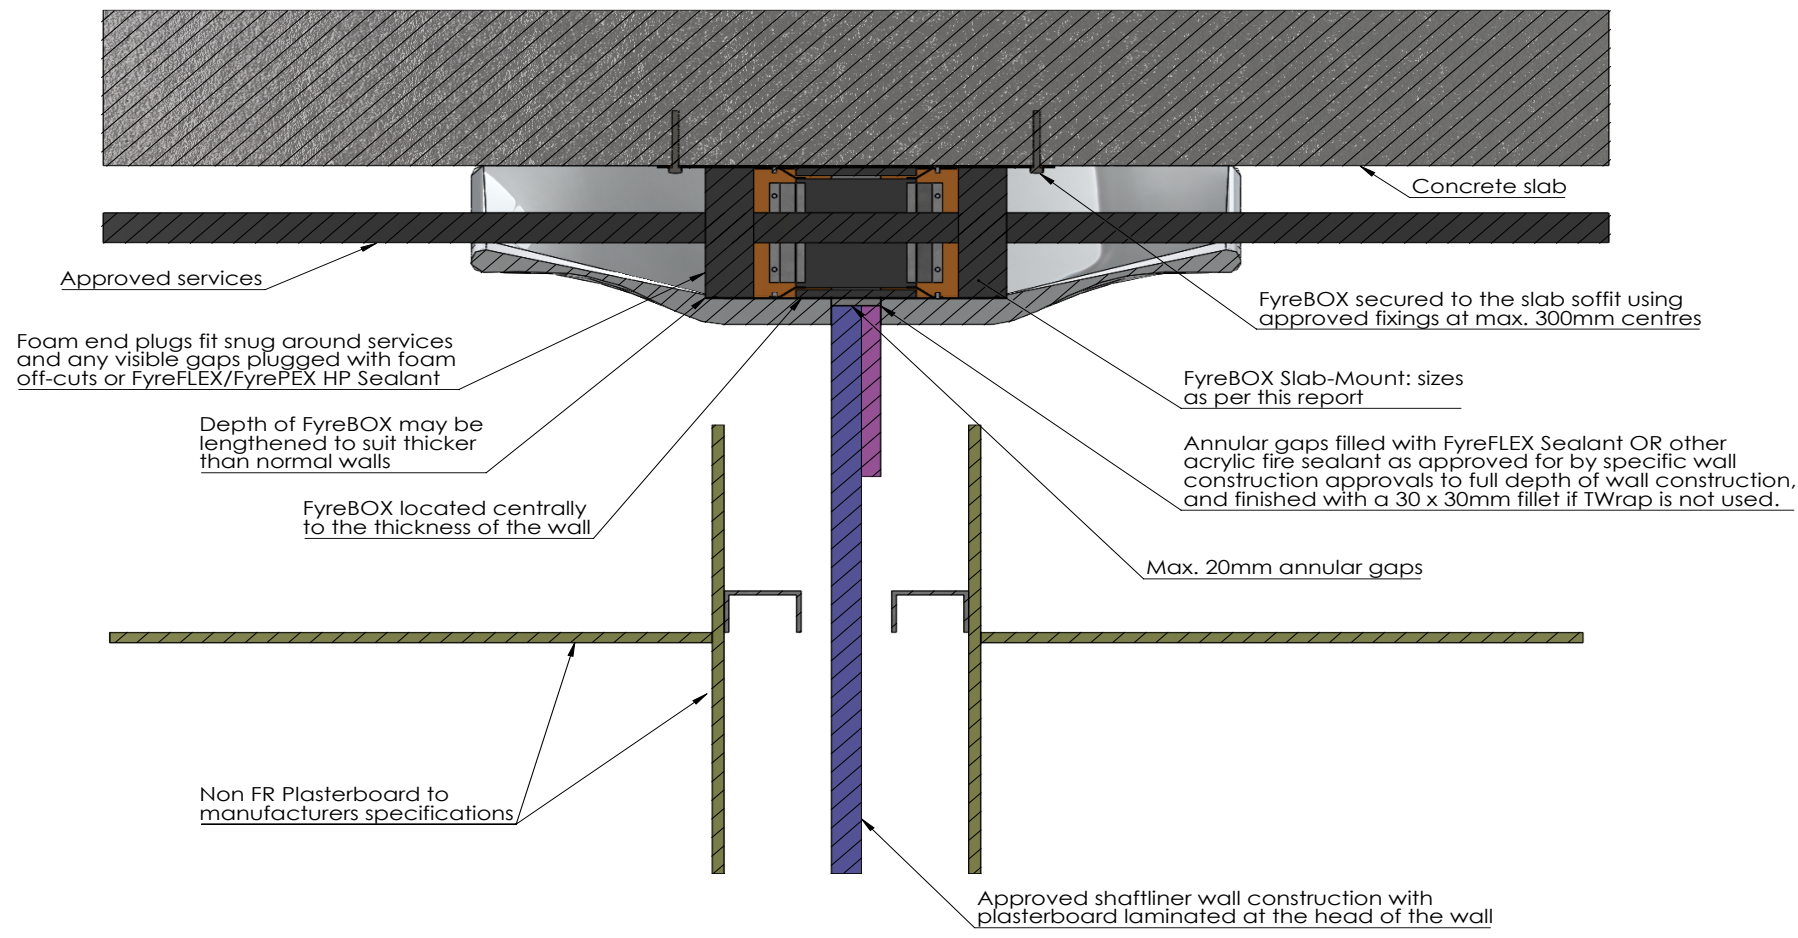 Concrete slab
Approved services
FyreBOX secured to the slab soffit using
approved fixings at max. 300mm centres
Foam end plugs fit snug around services
and any visible gaps plugged with foam
off-cuts or FyreFLEX/FyrePEX HP Sealant
FyreBOX Slab-Mount: sizes
as per this report
Depth of FyreBOX may be
lengthened to suit thicker
than normal walls
Annular gaps filled with FyreFLEX Sealant OR other
acrylic fire sealant as approved for by specific wall
construction approvals to full depth of wall construction,
and finished with a 30 x 30mm fillet if TWrap is not used.
FyreBOX located centrally
to the thickness of the wall
Max. 20mm annular gaps
Non FR Plasterboard to
manufacturers specifications
Approved shaftliner wall construction with
plasterboard laminated at the head of the wall